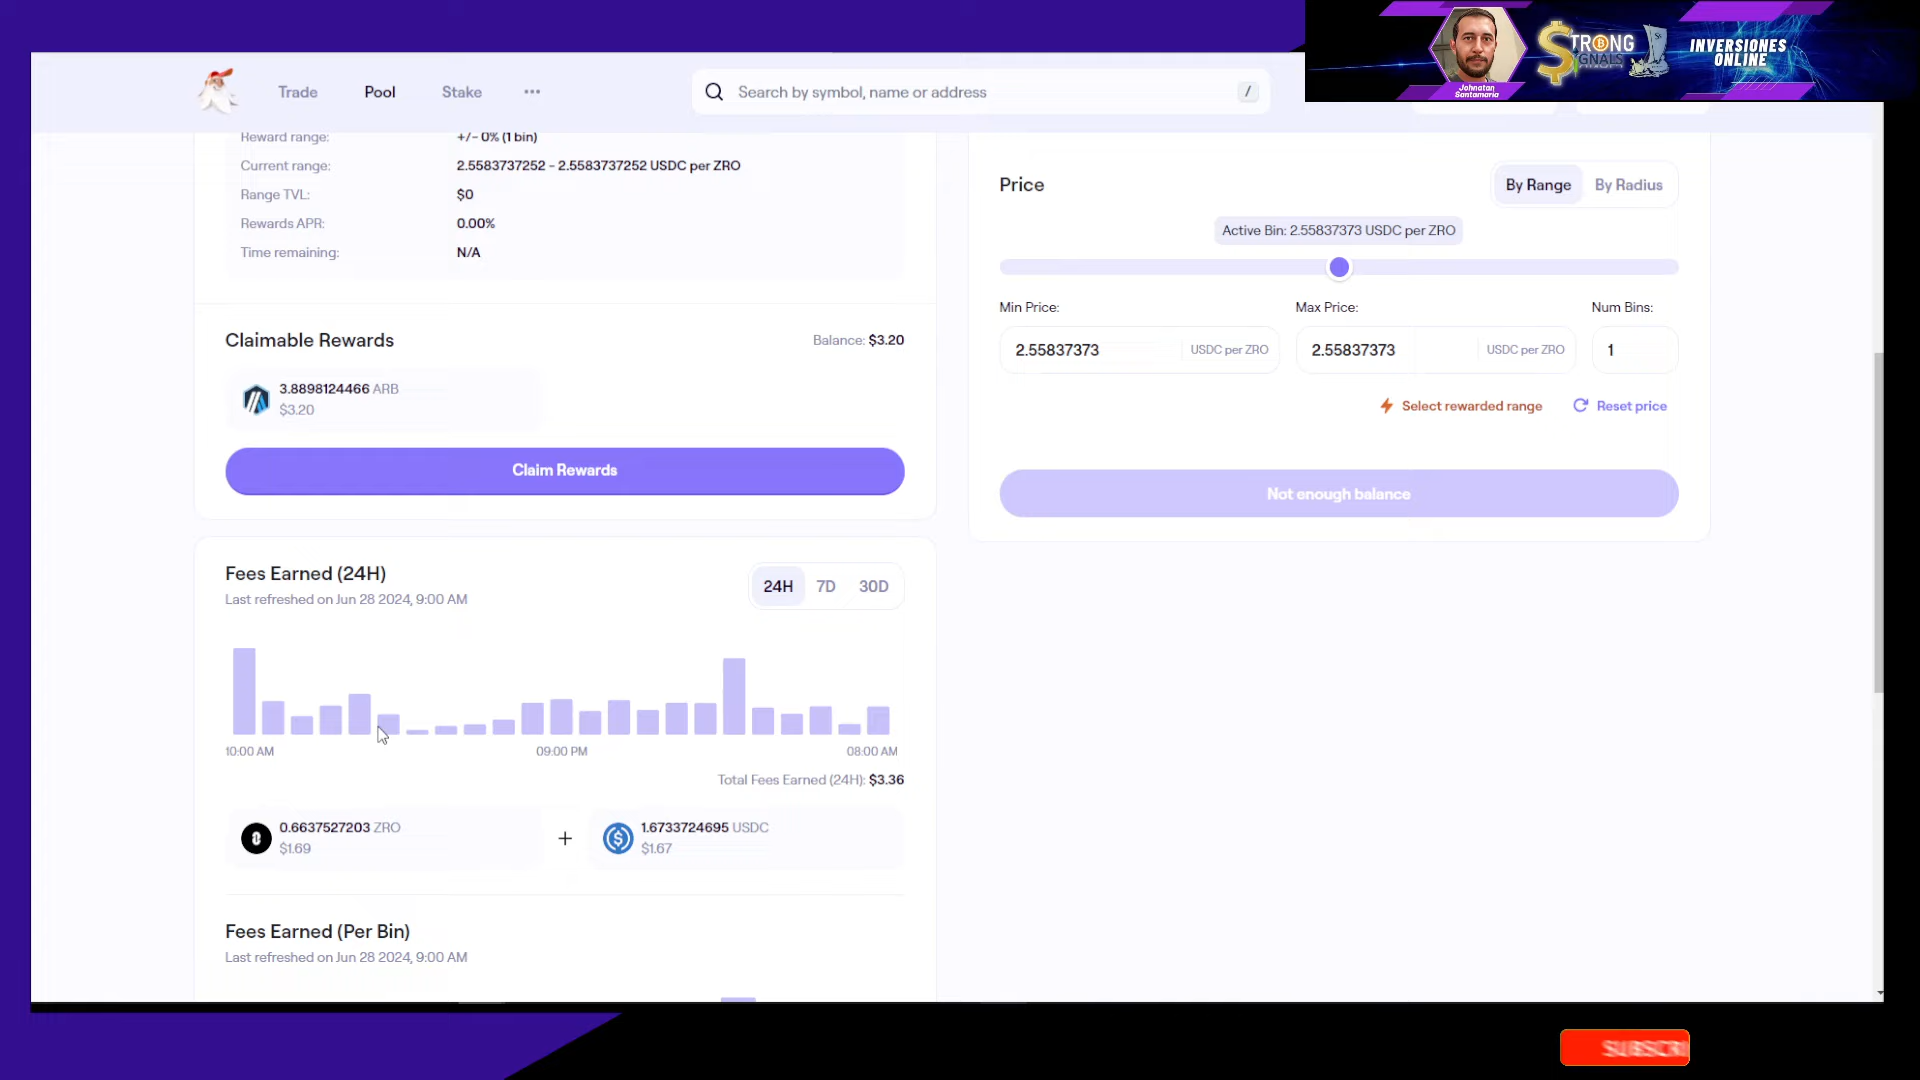 Johnatan
Santamaria
STRONG
SIGNALS
INVERSIONES
ONLINE
Trade
Pool
Stake
Search by symbol, name or address
/
Reward range:
+/- 0% (1 bin)
Current range:
2.5583737252 - 2.5583737252 USDC per ZRO
Range TVL:
$0
Rewards APR:
0.00%
Time remaining:
N/A
Claimable Rewards
Balance: $3.20
3.8898124466 ARB
$3.20
Claim Rewards
Price
By Range
By Radius
Active Bin: 2.55837373 USDC per ZRO
Min Price:
Max Price:
Num Bins:
2.55837373
USDC per ZRO
2.55837373
USDC per ZRO
1
Select rewarded range
Reset price
Not enough balance
Fees Earned (24H)
Last refreshed on Jun 28 2024, 9:00 AM
24H
7D
30D
10:00 AM
09:00 PM
08:00 AM
Total Fees Earned (24H): $3.36
0.6637527203 ZRO
$1.69
+
1.6733724695 USDC
$1.67
Fees Earned (Per Bin)
Last refreshed on Jun 28 2024, 9:00 AM